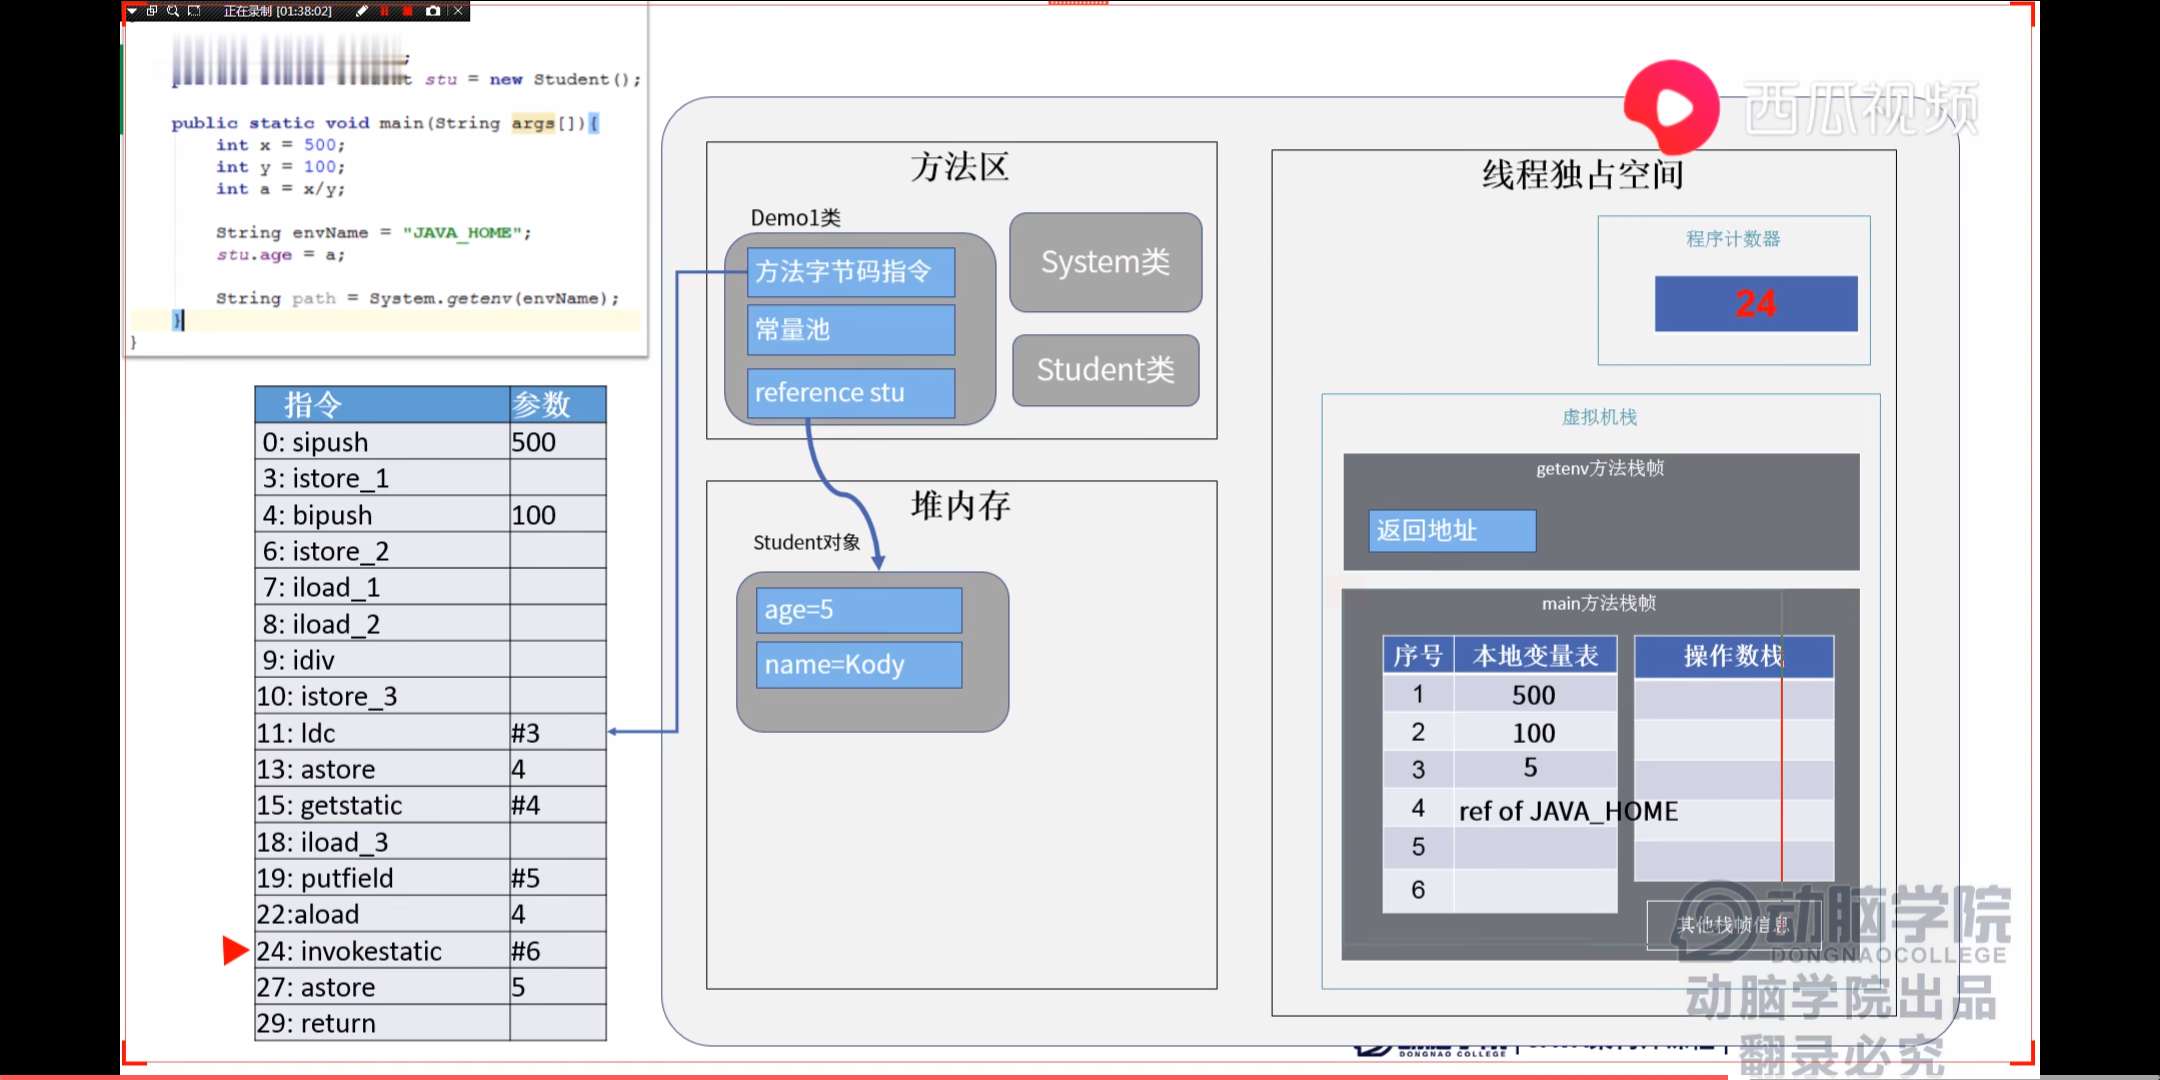 正在录制 [01:38:02]
stu = new Student();
public static void main(String args[]){
int x = 500;
int y = 100;
int a = x/y;
String envName = "JAVA_HOME";
stu.age = a;
String path = System.getenv(envName);
}
}
指令 参数
0: sipush 500
3: istore_1
4: bipush 100
6: istore_2
7: iload_1
8: iload_2
9: idiv
10: istore_3
11: ldc #3
13: astore 4
15: getstatic #4
18: iload_3
19: putfield #5
22:aload 4
24: invokestatic #6
27: astore 5
29: return
方法区
Demo1类
方法字节码指令
常量池
reference stu
System类
Student类
堆内存
Student对象
age=5
name=Kody
西瓜视频
线程独占空间
程序计数器
24
虚拟机栈
getenv方法栈帧
返回地址
main方法栈帧
序号 本地变量表 操作数栈
1 500
2 100
3 5
4 ref of JAVA_HOME
5
6
其他栈帧信息
动脑学院
DONGNAOCOLLEGE
动脑学院出品
翻录必究
DONGNAO COLLEGE